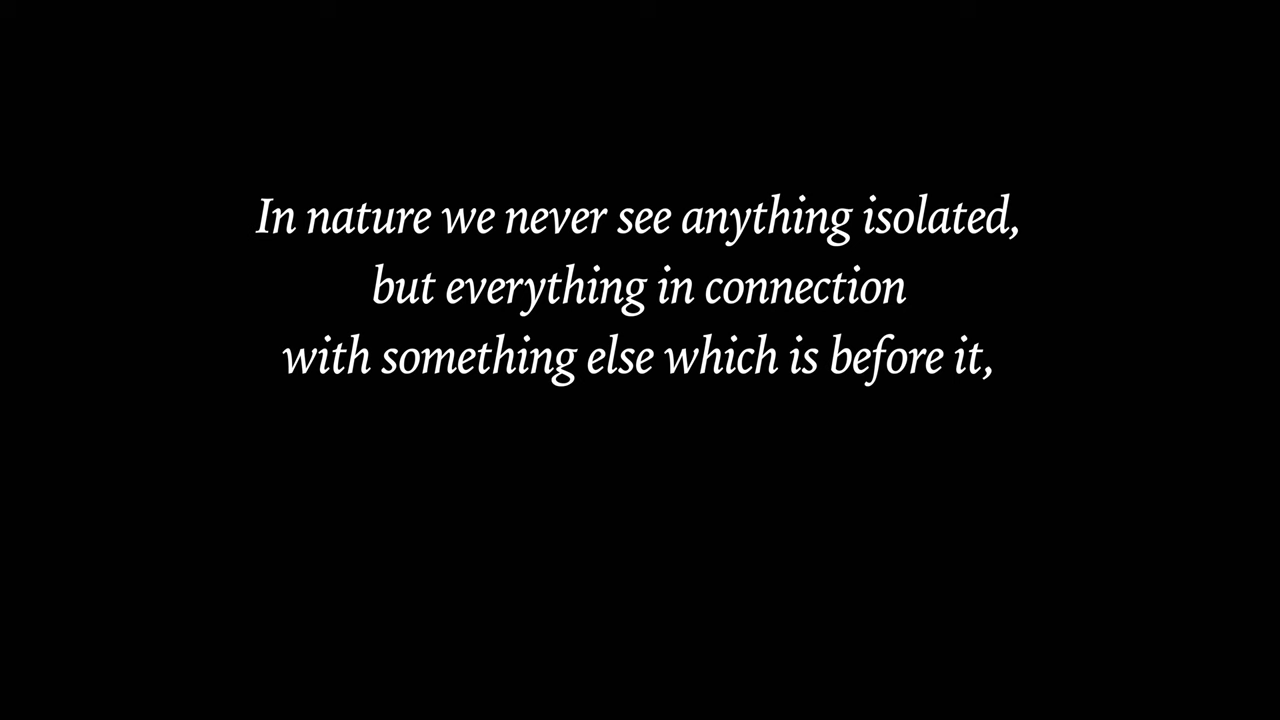 In nature we never see anything isolated,
but everything in connection
with something else which is before it,